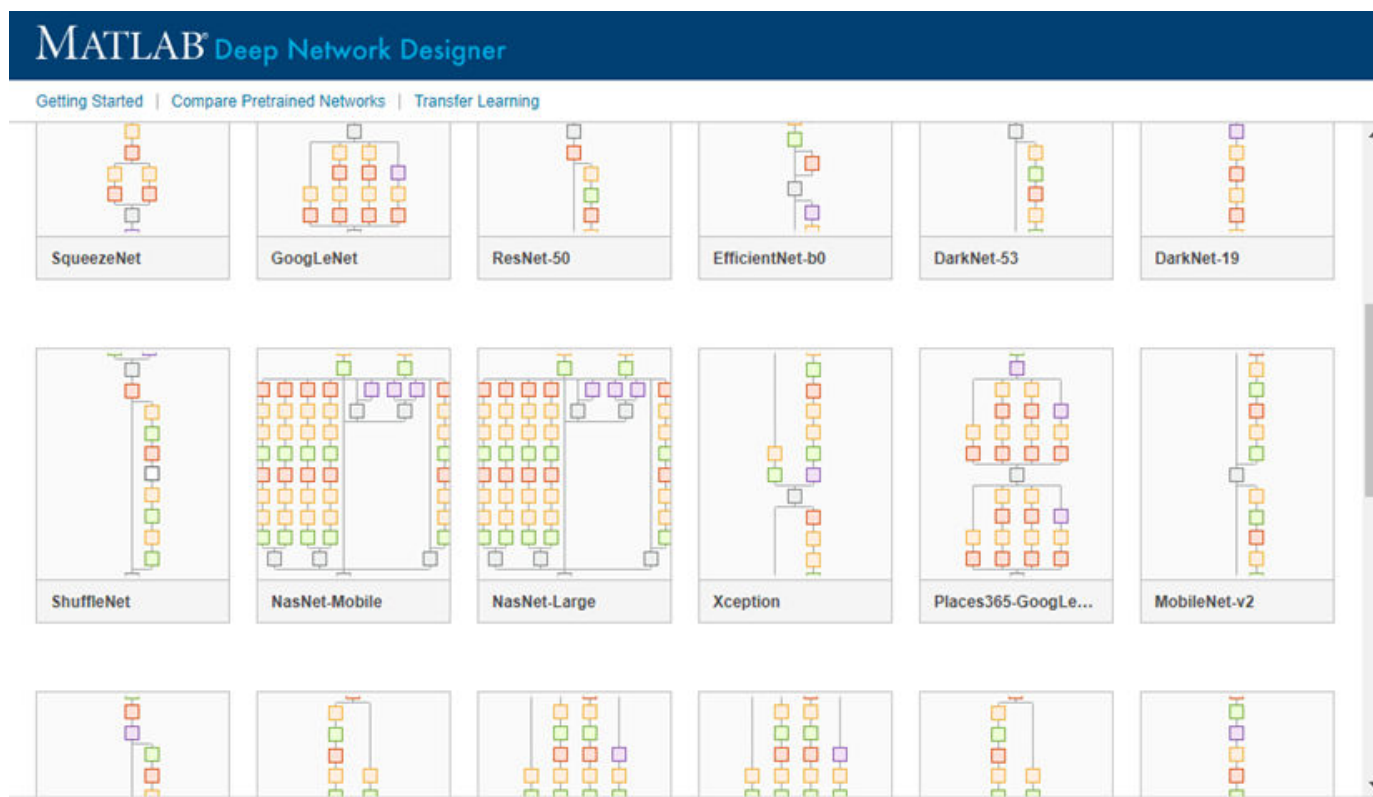 MATLAB® Deep Network Designer
Getting Started | Compare Pretrained Networks | Transfer Learning
SqueezeNet
GoogLeNet
ResNet-50
EfficientNet-b0
DarkNet-53
DarkNet-19
ShuffleNet
NasNet-Mobile
NasNet-Large
Xception
Places365-GoogLe...
MobileNet-v2